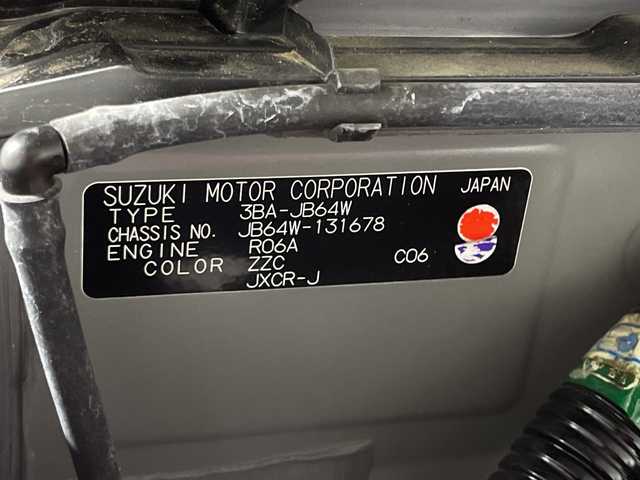 SUZUKI MOTOR CORPORATION JAPAN
TYPE 3BA-JB64W
CHASSIS NO. JB64W-131678
ENGINE R06A
COLOR ZZC C06
JXCR-J